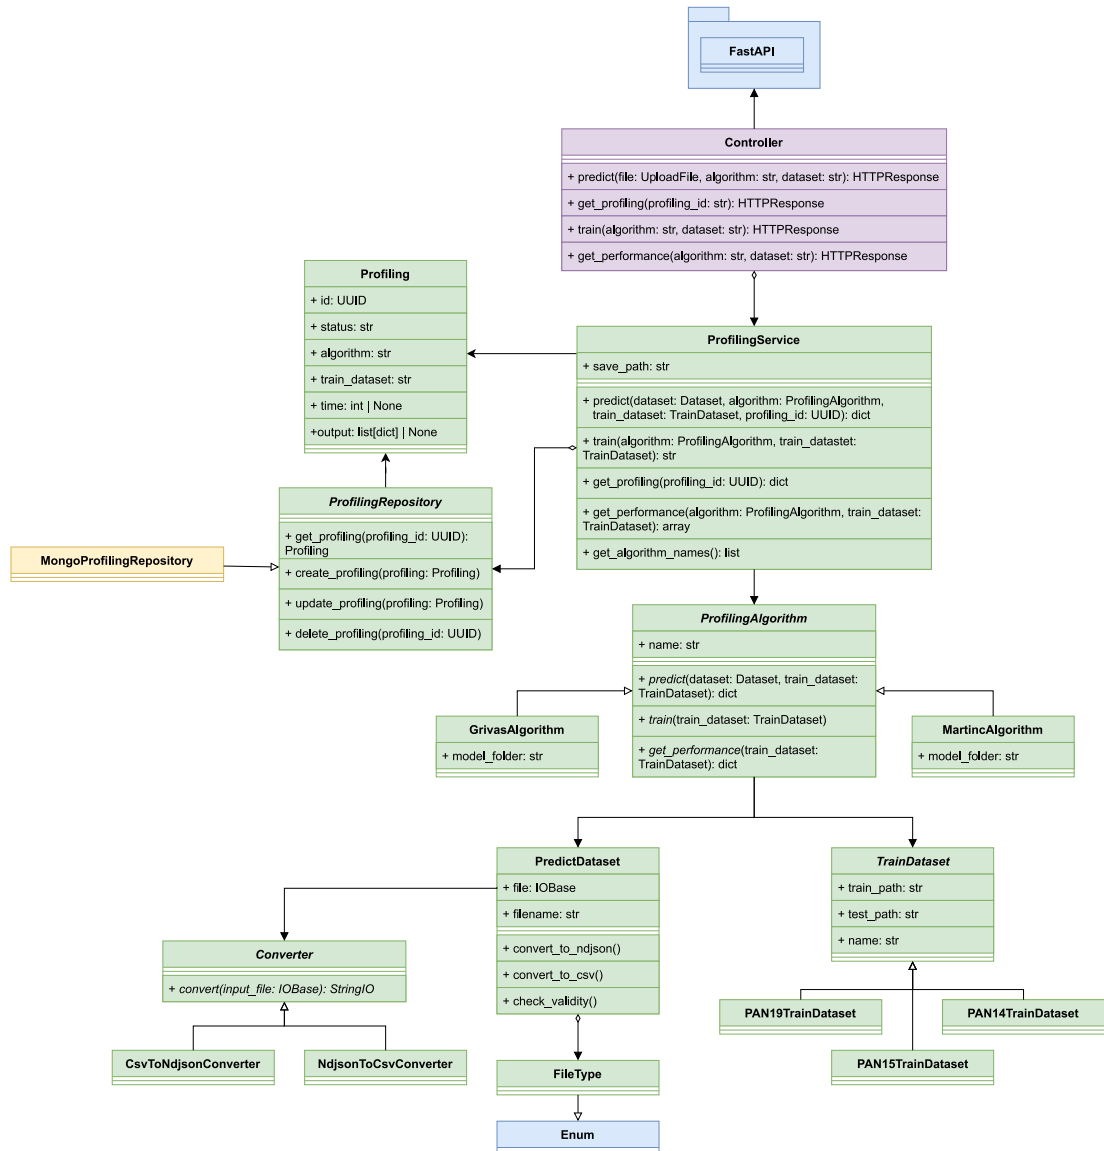 FastAPI
Controller
+ predict(file: UploadFile, algorithm: str, dataset: str): HTTPResponse
+ get_profiling(profiling_id: str): HTTPResponse
+ train(algorithm: str, dataset: str): HTTPResponse
+ get_performance(algorithm: str, dataset: str): HTTPResponse
Profiling
+ id: UUID
+ status: str
+ algorithm: str
+ train_dataset: str
+ time: int | None
+output: list[dict] | None
ProfilingService
+ save_path: str
+ predict(dataset: Dataset, algorithm: ProfilingAlgorithm,
train_dataset: TrainDataset, profiling_id: UUID): dict
+ train(algorithm: ProfilingAlgorithm, train_dataset:
TrainDataset): str
+ get_profiling(profiling_id: UUID): dict
+ get_performance(algorithm: ProfilingAlgorithm, train_dataset:
TrainDataset): array
+ get_algorithm_names(): list
ProfilingRepository
+ get_profiling(profiling_id: UUID):
Profiling
+ create_profiling(profiling: Profiling)
+ update_profiling(profiling: Profiling)
+ delete_profiling(profiling_id: UUID)
MongoProfilingRepository
ProfilingAlgorithm
+ name: str
+ predict(dataset: Dataset, train_dataset:
TrainDataset): dict
+ train(train_dataset: TrainDataset)
+ get_performance(train_dataset:
TrainDataset): dict
GrivasAlgorithm
+ model_folder: str
MartincAlgorithm
+ model_folder: str
PredictDataset
+ file: IOBase
+ filename: str
+ convert_to_ndjson()
+ convert_to_csv()
+ check_validity()
TrainDataset
+ train_path: str
+ test_path: str
+ name: str
Converter
+ convert(input_file: IOBase): StringIO
CsvToNdjsonConverter
NdjsonToCsvConverter
PAN19TrainDataset
PAN14TrainDataset
PAN15TrainDataset
FileType
Enum